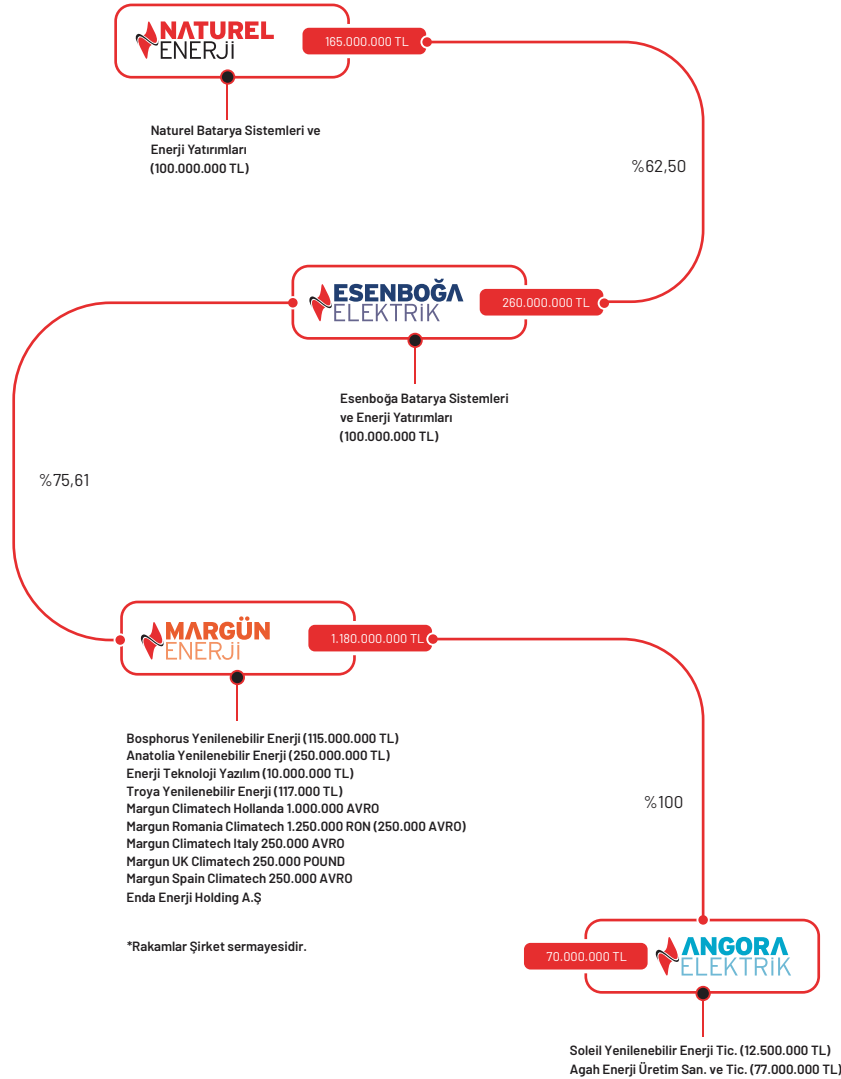 NATUREL
ENERJİ
165.000.000 TL
Naturel Batarya Sistemleri ve
Enerji Yatırımları
(100.000.000 TL)
%62,50
ESENBOĞA
ELEKTRİK
260.000.000 TL
Esenboğa Batarya Sistemleri
ve Enerji Yatırımları
(100.000.000 TL)
%75,61
MARGÜN
ENERJİ
1.180.000.000 TL
Bosphorus Yenilenebilir Enerji (115.000.000 TL)
Anatolia Yenilenebilir Enerji (250.000.000 TL)
Enerji Teknoloji Yazılım (10.000.000 TL)
Troya Yenilenebilir Enerji (117.000 TL)
Margun Climatech Hollanda 1.000.000 AVRO
Margun Romania Climatech 1.250.000 RON (250.000 AVRO)
Margun Climatech Italy 250.000 AVRO
Margun UK Climatech 250.000 POUND
Margun Spain Climatech 250.000 AVRO
Enda Enerji Holding A.Ş
%100
*Rakamlar Şirket sermayesidir.
70.000.000 TL
ANGORA
ELEKTRİK
Soleil Yenilenebilir Enerji Tic. (12.500.000 TL)
Agah Enerji Üretim San. ve Tic. (77.000.000 TL)